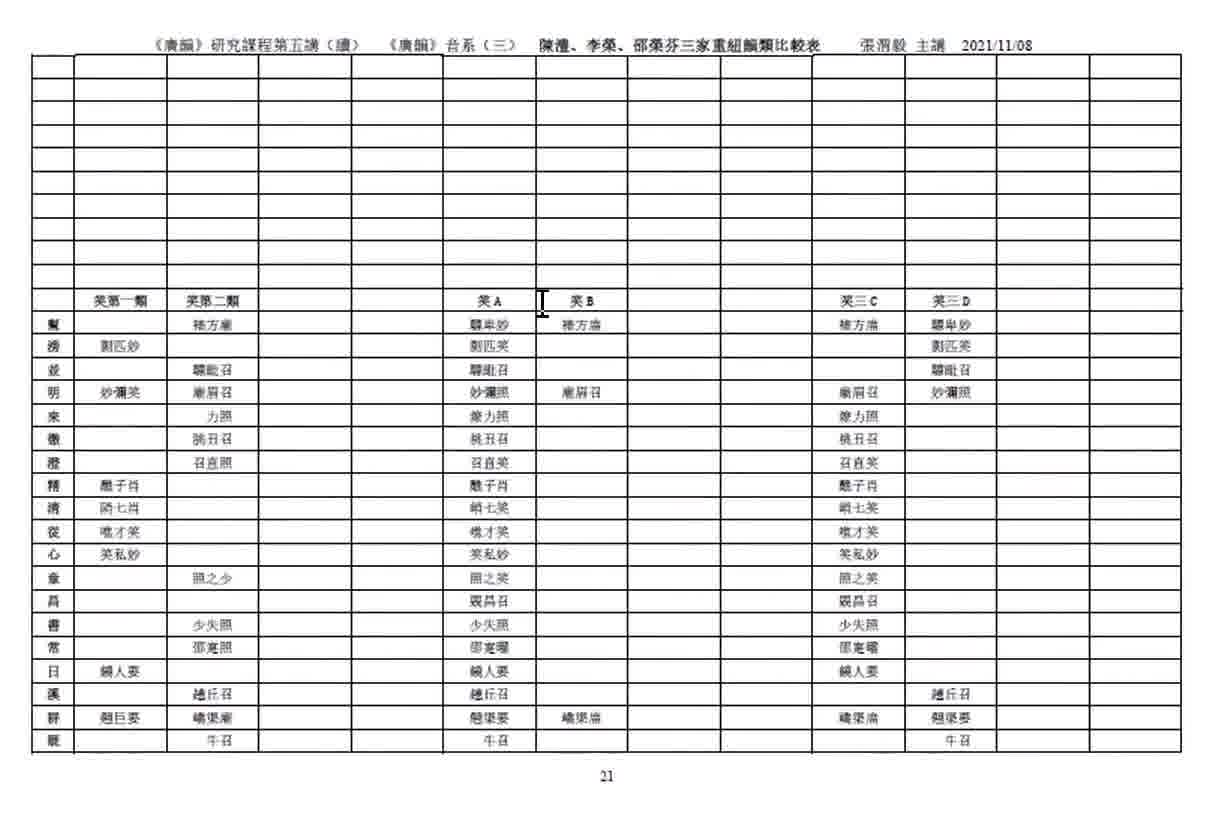 《廣韻》研究課程第五講（續） 《廣韻》音系（三） 陳澧、李榮、邵榮芬三家重紐韻類比較表 張渭毅 主講 2021/11/08
笑第一類 笑第二類 笑A 笑B 笑三C 笑三D
幫 裱方廟 驃卑妙 裱方廟 裱方廟 驃卑妙
滂 剽匹妙 剽匹笑 剽匹笑
並 驃毗召 驃毗召 驃毗召
明 妙彌笑 廟眉召 妙彌照 廟眉召 廟眉召 妙彌照
來 力照 燎力照 燎力照
徹 朓丑召 朓丑召 朓丑召
澄 召直照 召直笑 召直笑
精 醮子肖 醮子肖 醮子肖
清 陗七肖 峭七笑 峭七笑
從 噍才笑 噍才笑 噍才笑
心 笑私妙 笑私妙 笑私妙
章 照之少 照之笑 照之笑
昌 覞昌召 覞昌召
書 少失照 少失照 少失照
常 邵寔照 邵寔曜 邵寔曜
日 饒人要 饒人要 饒人要
溪 趬丘召 趬丘召 趬丘召
群 翹巨要 嶠渠廟 翹渠要 嶠渠廟 嶠渠廟 翹渠要
疑 牛召 牛召 牛召
21